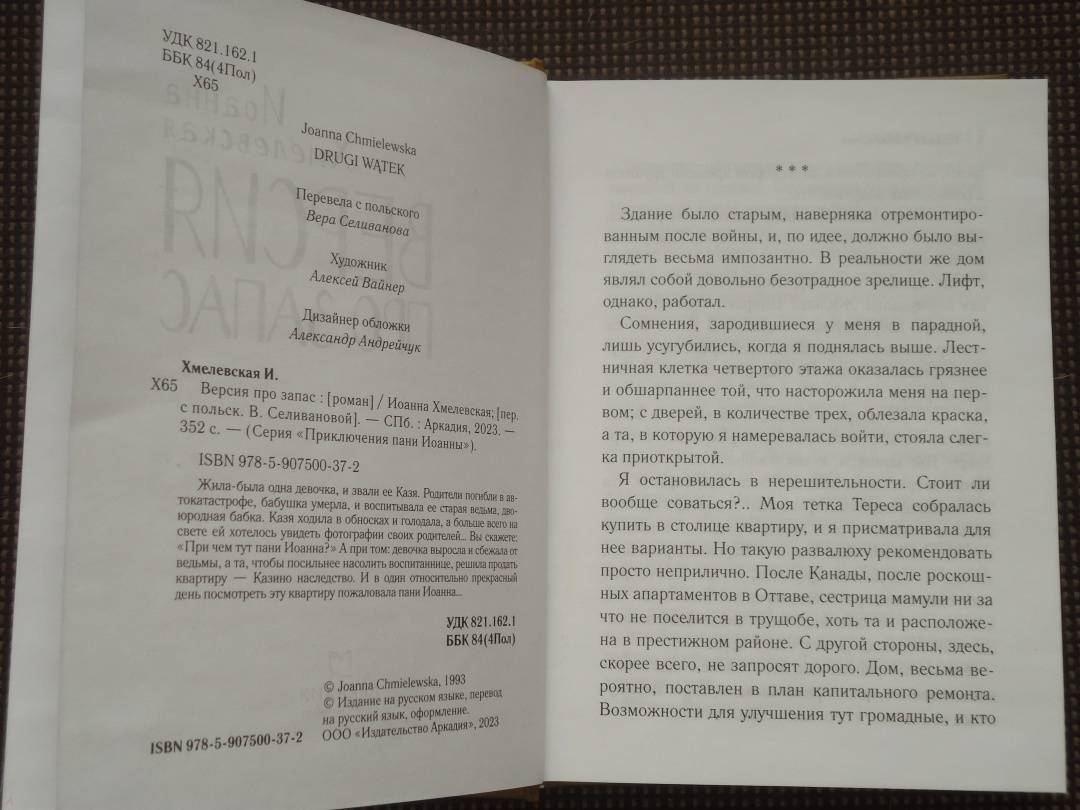 УДК 821.162.1
ББК 84(4Пол)
Х65
Joanna Chmielewska
DRUGI WĄTEK
Перевела с польского
Вера Селиванова
Художник
Алексей Вайнер
Дизайнер обложки
Александр Андрейчук
Хмелевская И.
Х65 Версия про запас : [роман] / Иоанна Хмелевская; [пер.
с польск. В. Селивановой]. — СПб. : Аркадия, 2023. —
352 с. — (Серия «Приключения пани Иоанны»).
ISBN 978-5-907500-37-2
Жила-была одна девочка, и звали ее Казя. Родители погибли в ав-
токатастрофе, бабушка умерла, и воспитывала ее старая ведьма, дво-
юродная бабка. Казя ходила в обносках и голодала, а больше всего на
свете ей хотелось увидеть фотографии своих родителей... Вы скажете:
«При чем тут пани Иоанна?» А при том: девочка выросла и сбежала от
ведьмы, а та, чтобы посильнее насолить воспитаннице, решила продать
квартиру — Казино наследство. И в один относительно прекрасный
день посмотреть эту квартиру пожаловала пани Иоанна...
УДК 821.162.1
ББК 84(4Пол)
© Joanna Chmielewska, 1993
© Издание на русском языке, перевод
на русский язык, оформление.
ООО «Издательство Аркадия», 2023
ISBN 978-5-907500-37-2
* * *
Здание было старым, наверняка отремонтиро-
ванным после войны, и, по идее, должно было вы-
глядеть весьма импозантно. В реальности же дом
являл собой довольно безотрадное зрелище. Лифт,
однако, работал.
Сомнения, зародившиеся у меня в парадной,
лишь усугубились, когда я поднялась выше. Лест-
ничная клетка четвертого этажа оказалась грязнее
и обшарпаннее той, что насторожила меня на пер-
вом; с дверей, в количестве трех, облезала краска,
а та, в которую я намеревалась войти, стояла слег-
ка приоткрытой.
Я остановилась в нерешительности. Стоит ли
вообще соваться?.. Моя тетка Тереса собралась
купить в столице квартиру, и я присматривала для
нее варианты. Но такую развалюху рекомендовать
просто неприлично. После Канады, после роскош-
ных апартаментов в Оттаве, сестрица мамули ни за
что не поселится в трущобе, хоть та и расположе-
на в престижном районе. С другой стороны, здесь,
скорее всего, не запросят дорого. Дом, весьма ве-
роятно, поставлен в план капитального ремонта.
Возможности для улучшения тут громадные, и кто